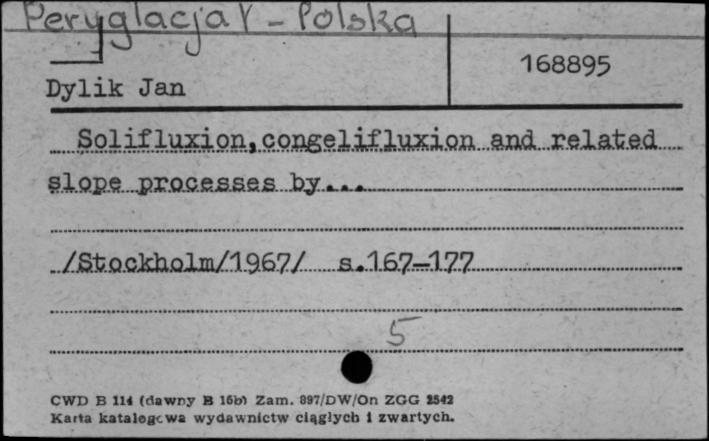 Peryglacja - Polska
168895
Dylik Jan
Solifluxion,congelifluxion and related
slope processes by...
/Stockholm/1967/ s.167-177
5
CWD B 114 (dawny B 16b) Zam. 897/DW/On ZGG 2542
Karta katalogowa wydawnictw ciągłych i zwartych.